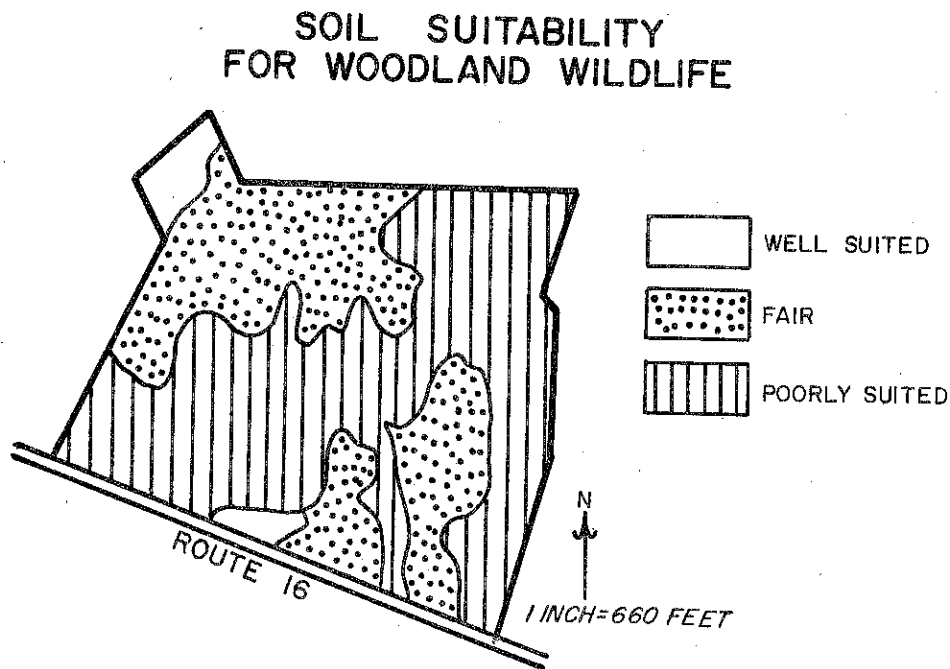 SOIL SUITABILITY
FOR WOODLAND WILDLIFE
WELL SUITED
FAIR
POORLY SUITED
N
ROUTE 16
1 INCH=660 FEET